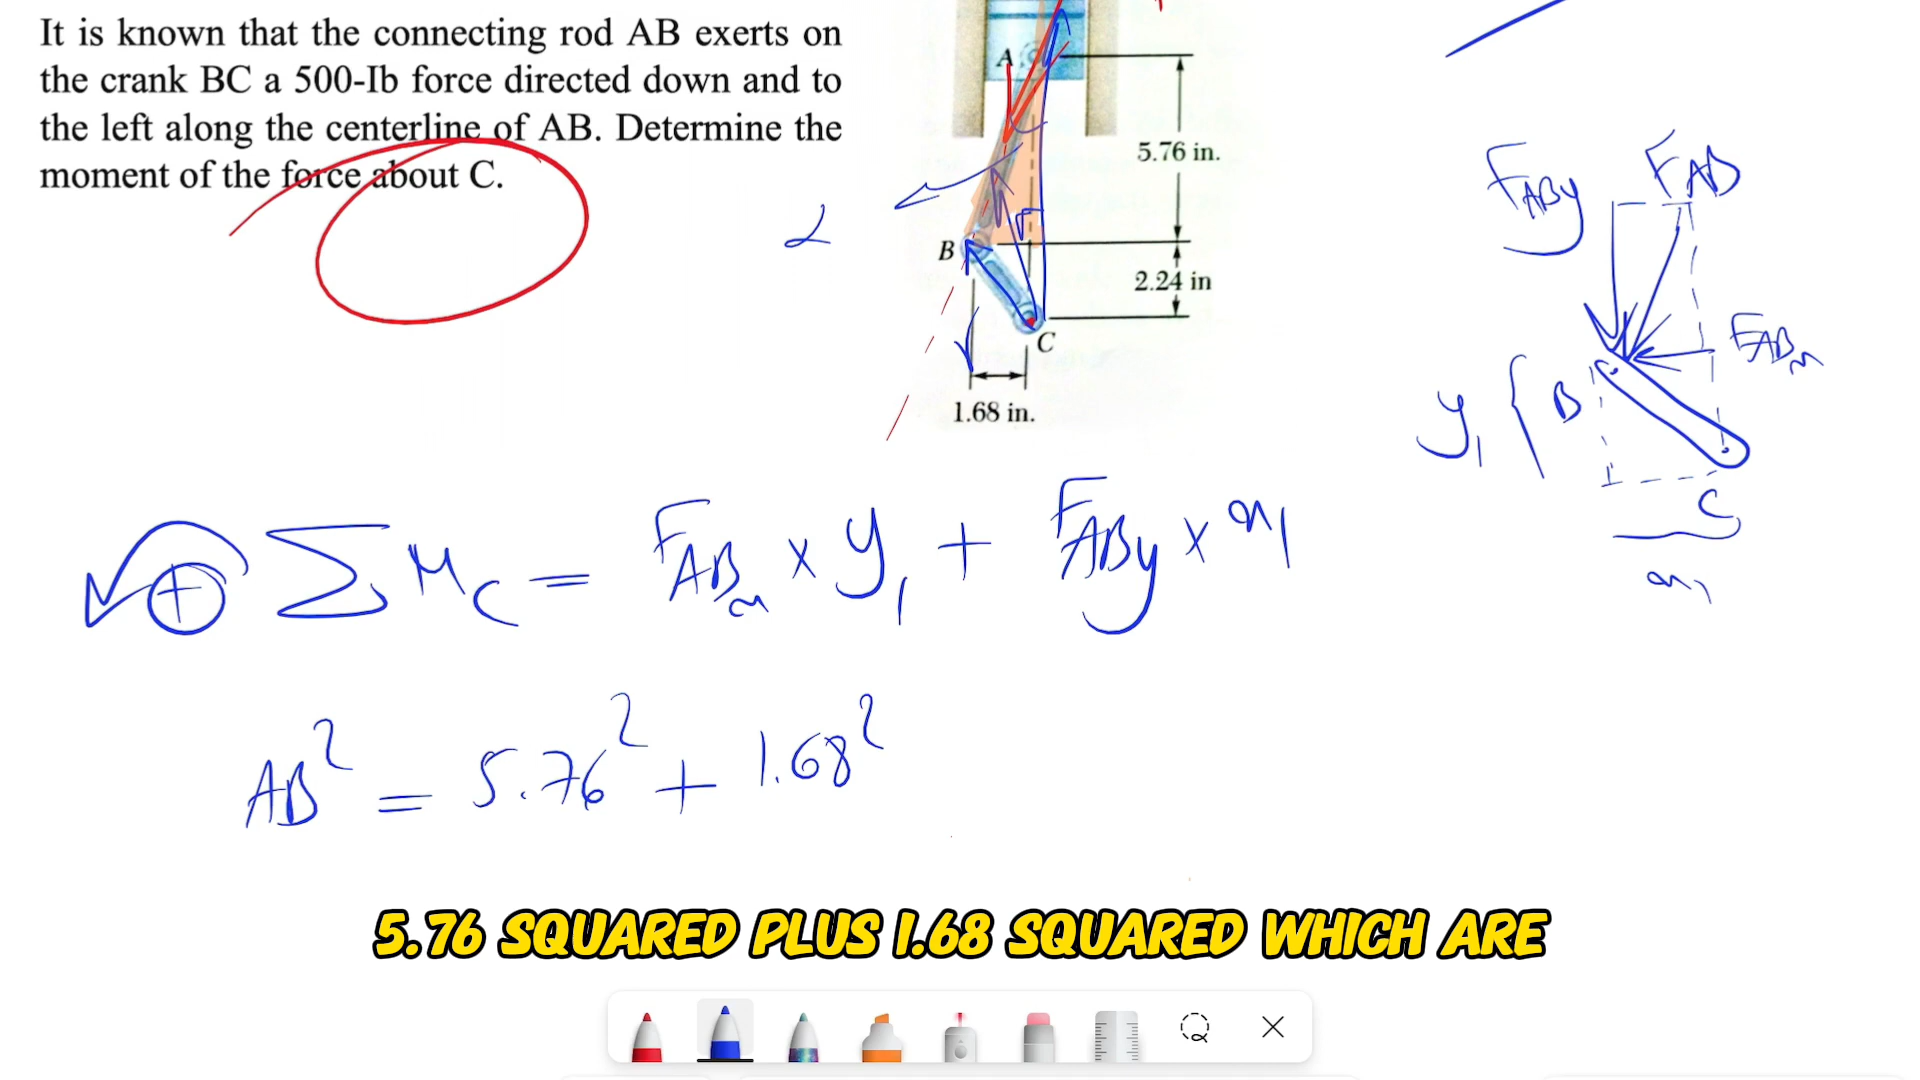 It is known that the connecting rod AB exerts on
the crank BC a 500-Ib force directed down and to
the left along the centerline of AB. Determine the
moment of the force about C.
A
5.76 in.
B
2.24 in
C
1.68 in.
α
F_ABy F_AB
F_ABx
y₁ { B
C
x₁
+ ΣM_C = F_ABx × y₁ + F_ABy × x₁
AB² = 5.76² + 1.68²
5.76 SQUARED PLUS 1.68 SQUARED WHICH ARE